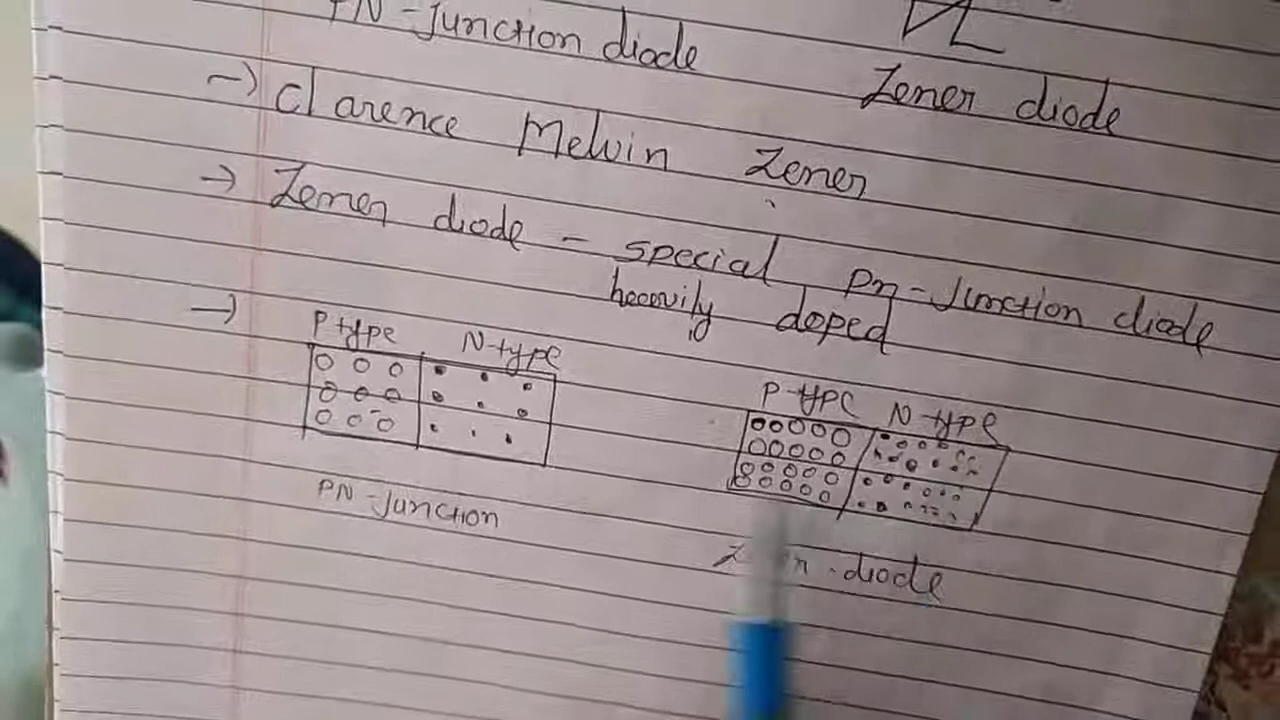 PN-Junction diode
Zener diode
→ Clarence Melvin Zener
→ Zener diode - special pn-Junction diode
heavily doped
→
P type N-type
P-type N-type
PN-Junction
diode